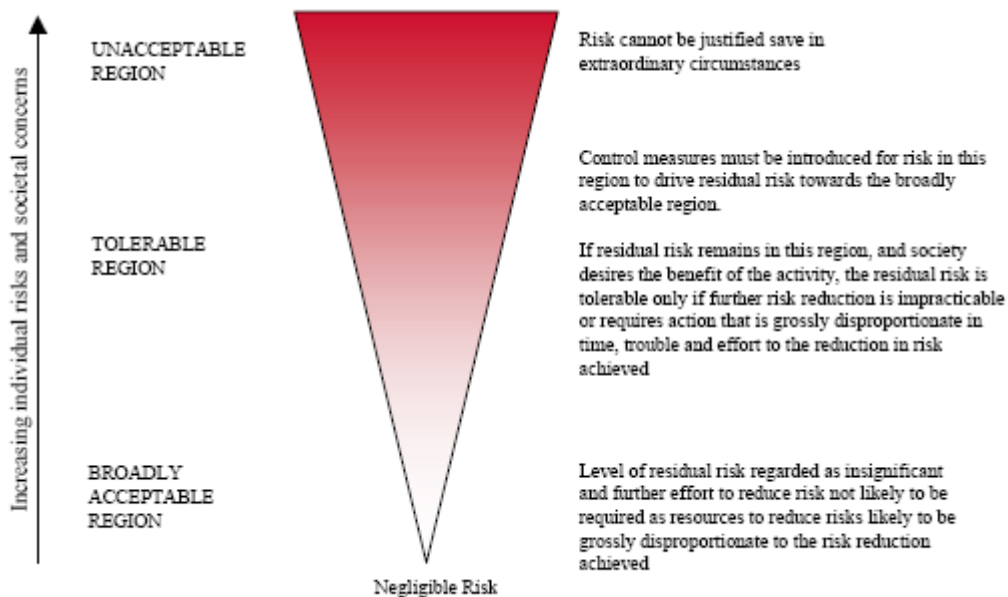 Increasing individual risks and societal concerns
UNACCEPTABLE
REGION
Risk cannot be justified save in
extraordinary circumstances
Control measures must be introduced for risk in this
region to drive residual risk towards the broadly
acceptable region.
TOLERABLE
REGION
If residual risk remains in this region, and society
desires the benefit of the activity, the residual risk is
tolerable only if further risk reduction is impracticable
or requires action that is grossly disproportionate in
time, trouble and effort to the reduction in risk
achieved
BROADLY
ACCEPTABLE
REGION
Level of residual risk regarded as insignificant
and further effort to reduce risk not likely to be
required as resources to reduce risks likely to be
grossly disproportionate to the risk reduction
achieved
Negligible Risk